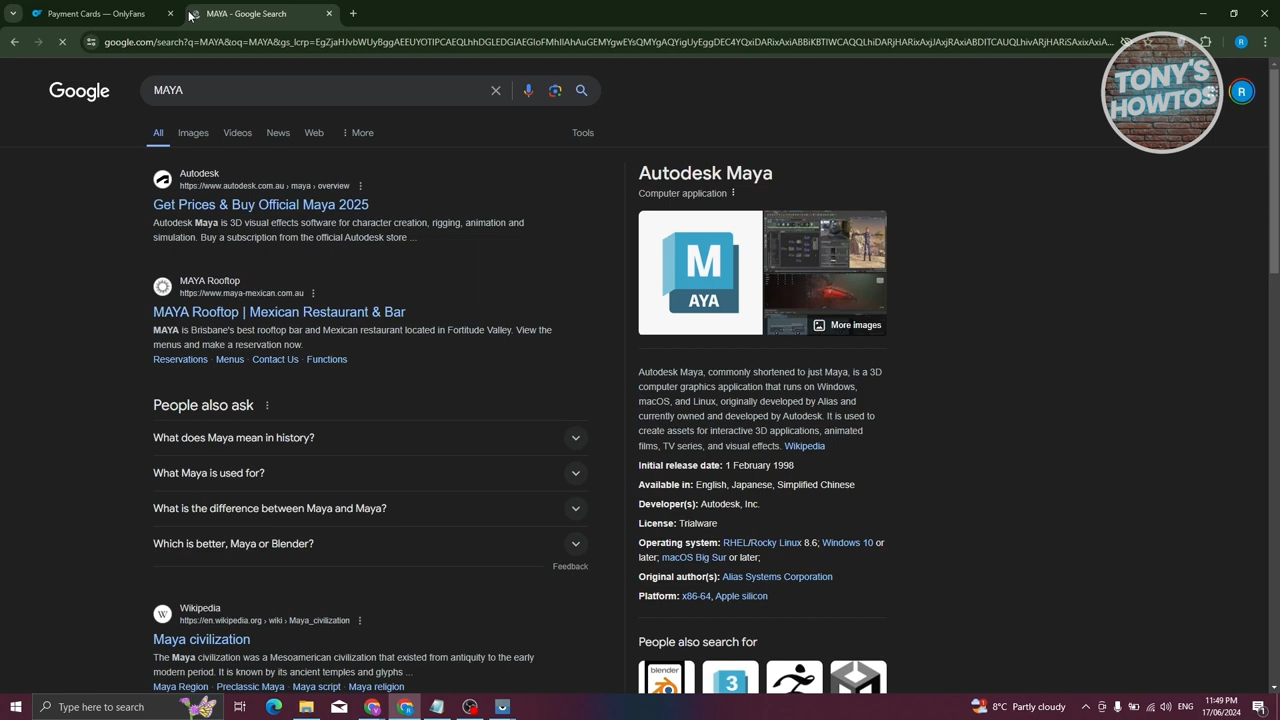 Payment Cards — OnlyFans
MAYA - Google Search
google.com/search?q=MAYA&oq=MAYA&gs_lcrp=
Google
MAYA
TONY'S
HOWTOS
R
R
All
Images
Videos
News
Web
More
Tools
Autodesk
https://www.autodesk.com.au › maya › overview
Get Prices & Buy Official Maya 2025
Autodesk Maya is 3D visual effects software for character creation, rigging, animation and
simulation. Buy a subscription from the official Autodesk store ...
MAYA Rooftop
https://www.maya-mexican.com.au
MAYA Rooftop | Mexican Restaurant & Bar
MAYA is Brisbane's best rooftop bar and Mexican restaurant located in Fortitude Valley. View the
menus and make a reservation now.
Reservations · Menus · Contact Us · Functions
People also ask
What does Maya mean in history?
What Maya is used for?
What is the difference between Maya and Maya?
Which is better, Maya or Blender?
Feedback
W
Wikipedia
https://en.wikipedia.org › wiki › Maya_civilization
Maya civilization
The Maya civilization was a Mesoamerican civilization that existed from antiquity to the early
modern period. It is known by its ancient temples and glyphs ...
Maya Region · Preclassic Maya · Maya script · Maya religion
Autodesk Maya
Computer application
M
AYA
More images
Autodesk Maya, commonly shortened to just Maya, is a 3D
computer graphics application that runs on Windows,
macOS, and Linux, originally developed by Alias and
currently owned and developed by Autodesk. It is used to
create assets for interactive 3D applications, animated
films, TV series, and visual effects. Wikipedia
Initial release date: 1 February 1998
Available in: English, Japanese, Simplified Chinese
Developer(s): Autodesk, Inc.
License: Trialware
Operating system: RHEL/Rocky Linux 8.6; Windows 10 or
later; macOS Big Sur or later;
Original author(s): Alias Systems Corporation
Platform: x86-64, Apple silicon
People also search for
blender
3
Type here to search
8°C Partly cloudy
ENG
11:49 PM
17/06/2024